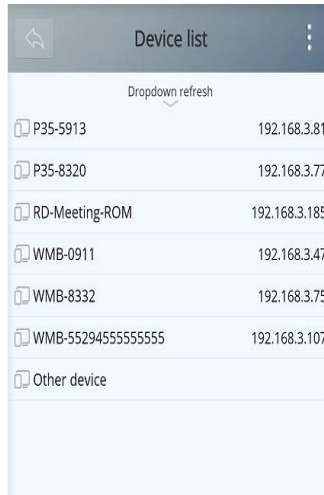 Device list
Dropdown refresh
P35-5913 192.168.3.81
P35-8320 192.168.3.77
RD-Meeting-ROM 192.168.3.185
WMB-0911 192.168.3.47
WMB-8332 192.168.3.75
WMB-55294555555555 192.168.3.107
Other device